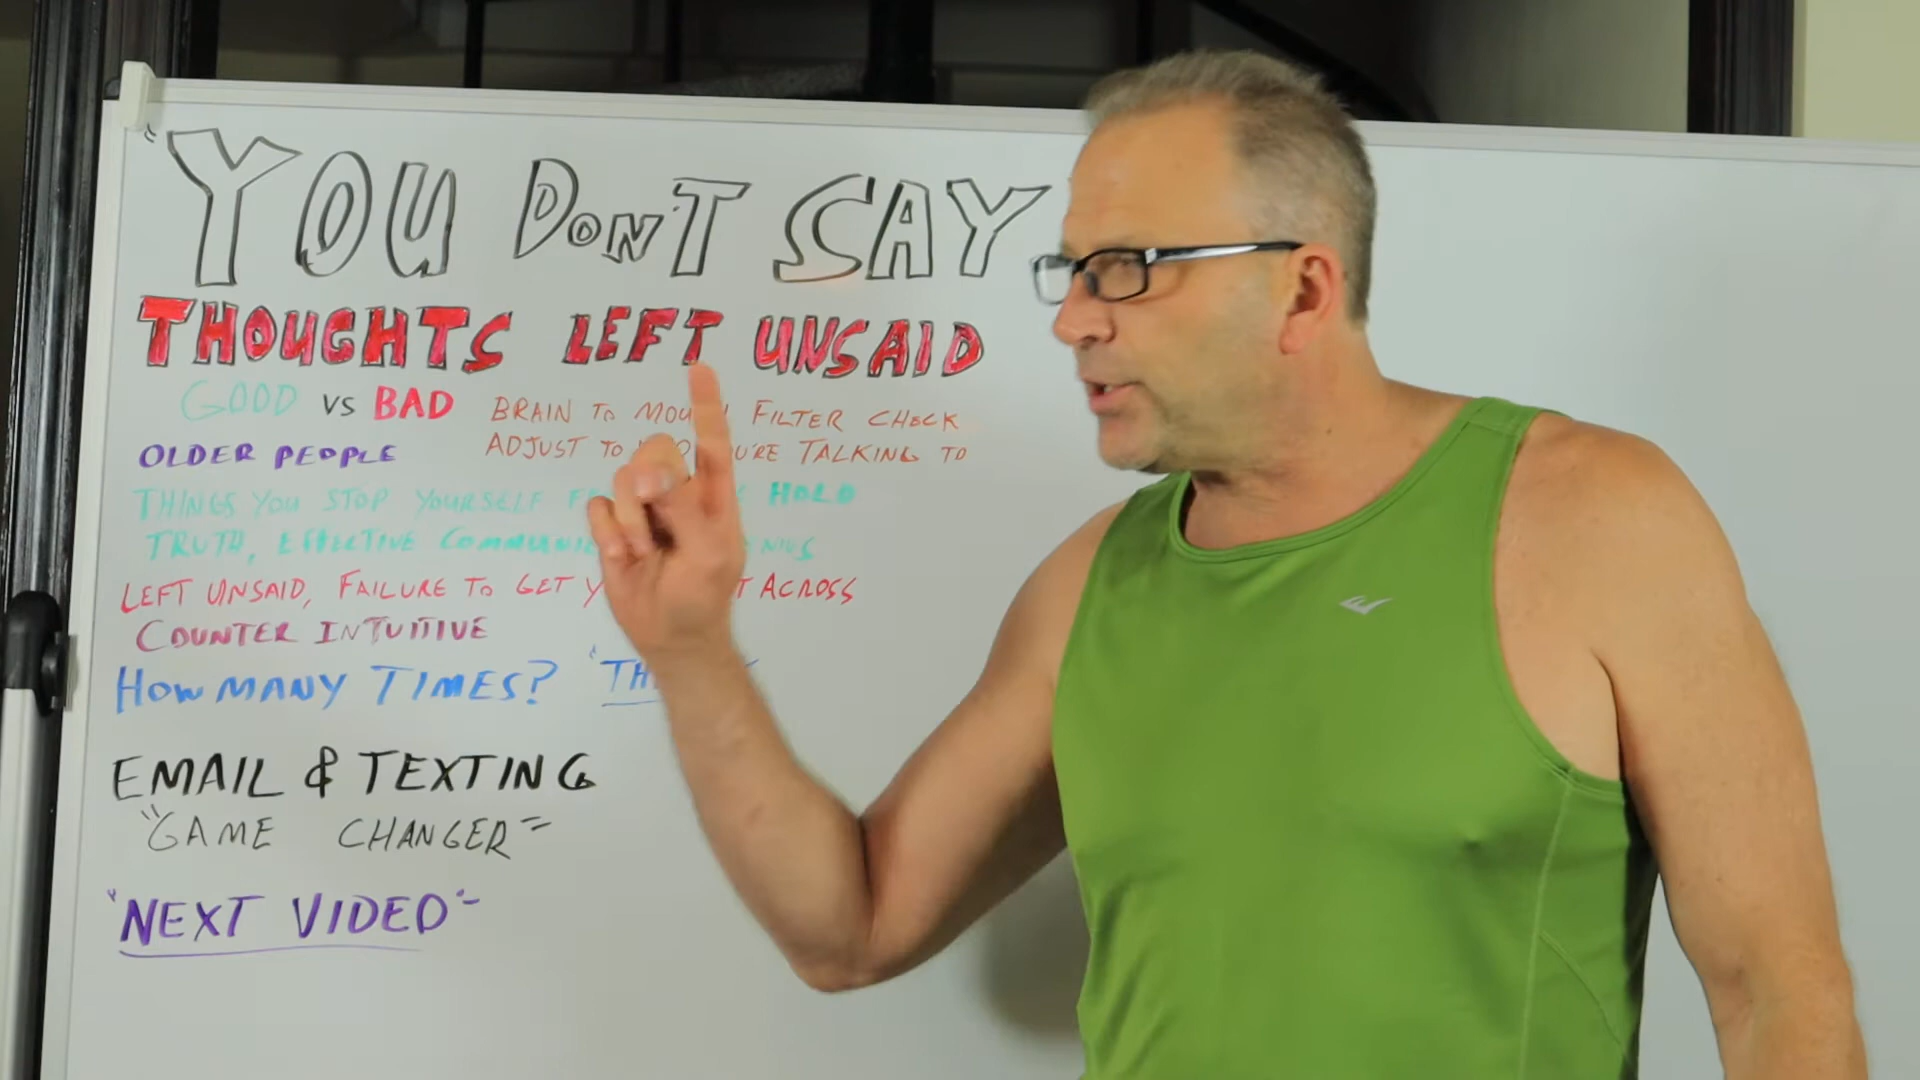 "YOU DON'T SAY
THOUGHTS LEFT UNSAID
GOOD VS BAD
BRAIN TO FILTER CHECK
OLDER PEOPLE
ADJUST TO YOU'RE TALKING TO
THINGS YOU STOP YOURSELF HOLD
TRUTH, EFFECTIVE
LEFT UNSAID, FAILURE TO GET ACROSS
COUNTER INTUITIVE
HOW MANY TIMES?
EMAIL & TEXTING
"GAME CHANGER"
"NEXT VIDEO"